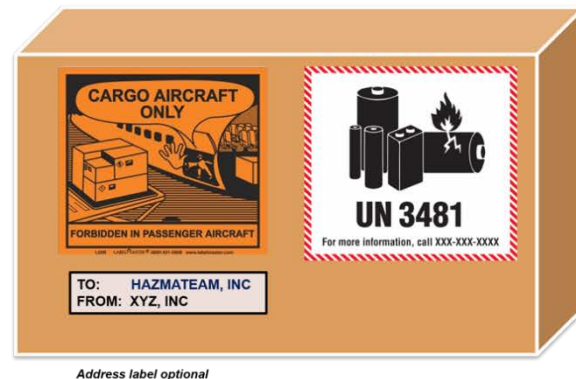 CARGO AIRCRAFT
ONLY
FORBIDDEN IN PASSENGER AIRCRAFT
UN 3481
For more information, call XXX-XXX-XXXX
TO: HAZMATEAM, INC
FROM: XYZ, INC
Address label optional